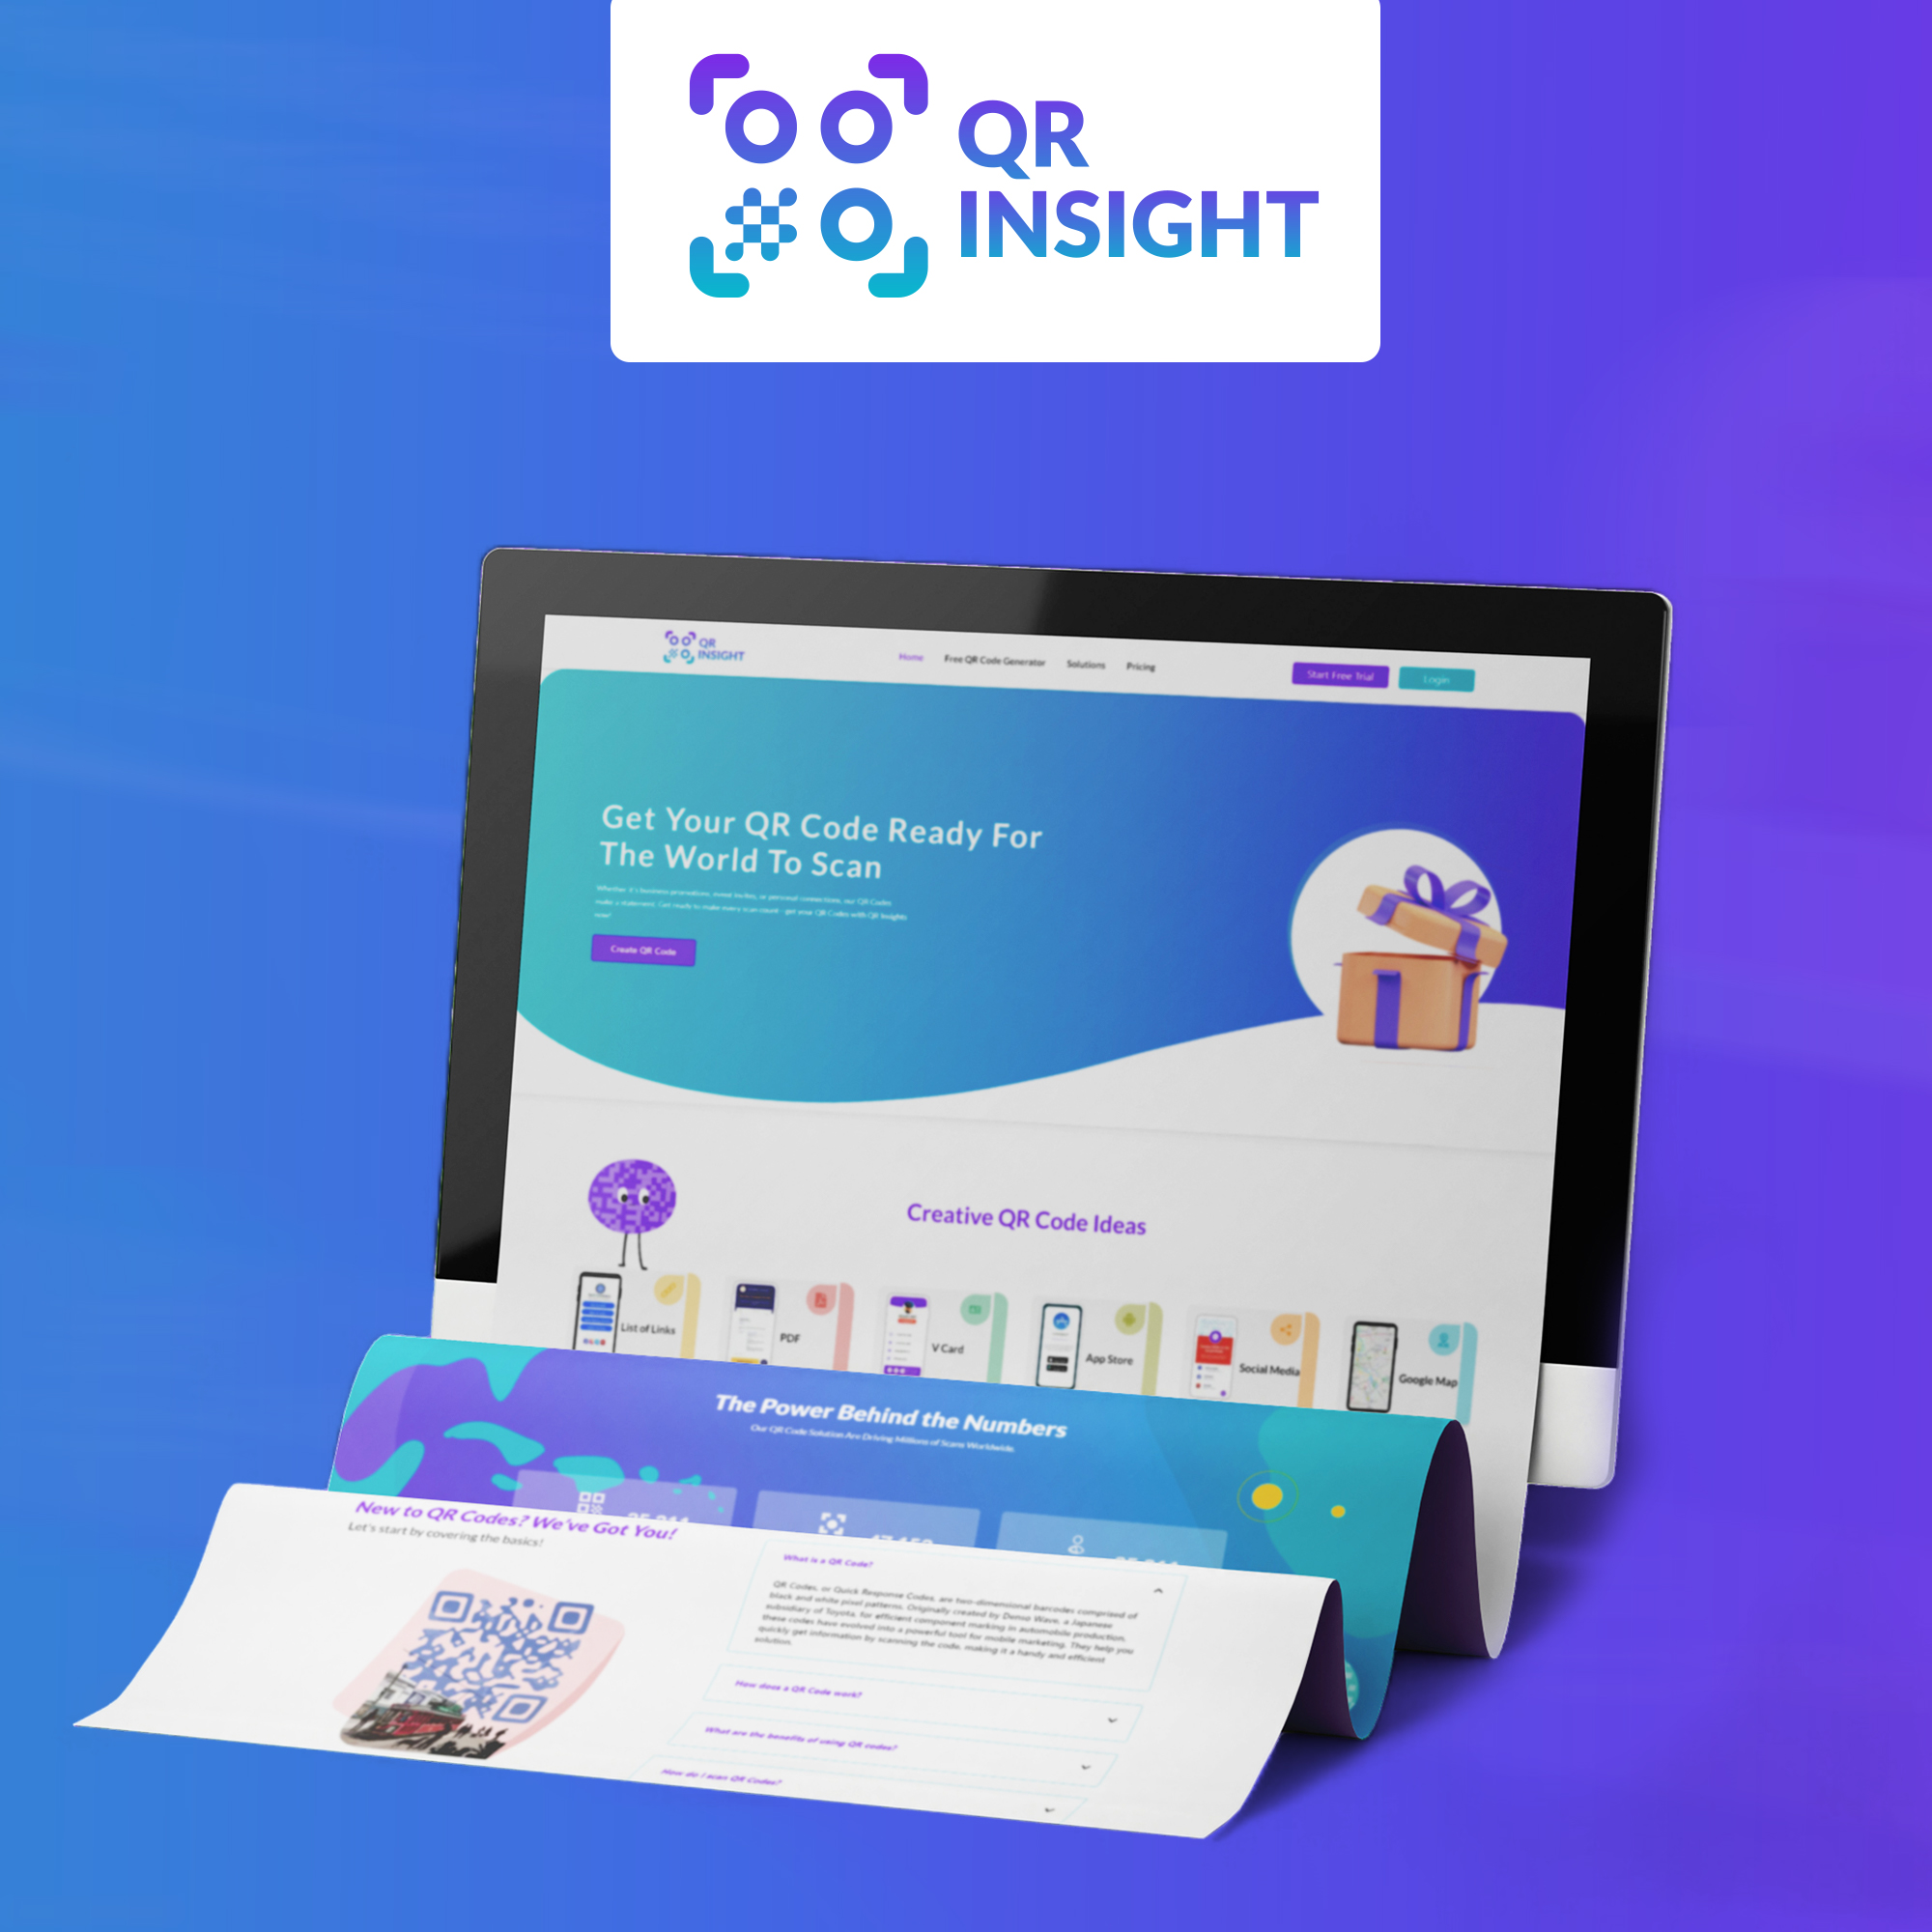 QR
INSIGHT
QR
INSIGHT
Home
Free QR Code Generator
Solutions
Pricing
Start Free Trial
Login
Get Your QR Code Ready For
The World To Scan
Whether it's business promotions, event invites, or personal connections, our QR Codes
make a statement. Get ready to make every scan count - get your QR Codes with QR Insights
now!
Create QR Code
Creative QR Code Ideas
List of Links
PDF
V Card
App Store
Social Media
Google Map
The Power Behind the Numbers
Our QR Code Solution Are Driving Millions of Scans Worldwide.
New to QR Codes? We've Got You!
Let's start by covering the basics!
What is a QR Code?
QR Codes, or Quick Response Codes, are two-dimensional barcodes comprised of
black and white pixel patterns. Originally created by Denso Wave, a Japanese
subsidiary of Toyota, for efficient component marking in automobile production,
these codes have evolved into a powerful tool for mobile marketing. They help you
quickly get information by scanning the code, making it a handy and efficient
solution.
How does a QR Code work?
What are the benefits of using QR codes?
How do I scan QR Codes?